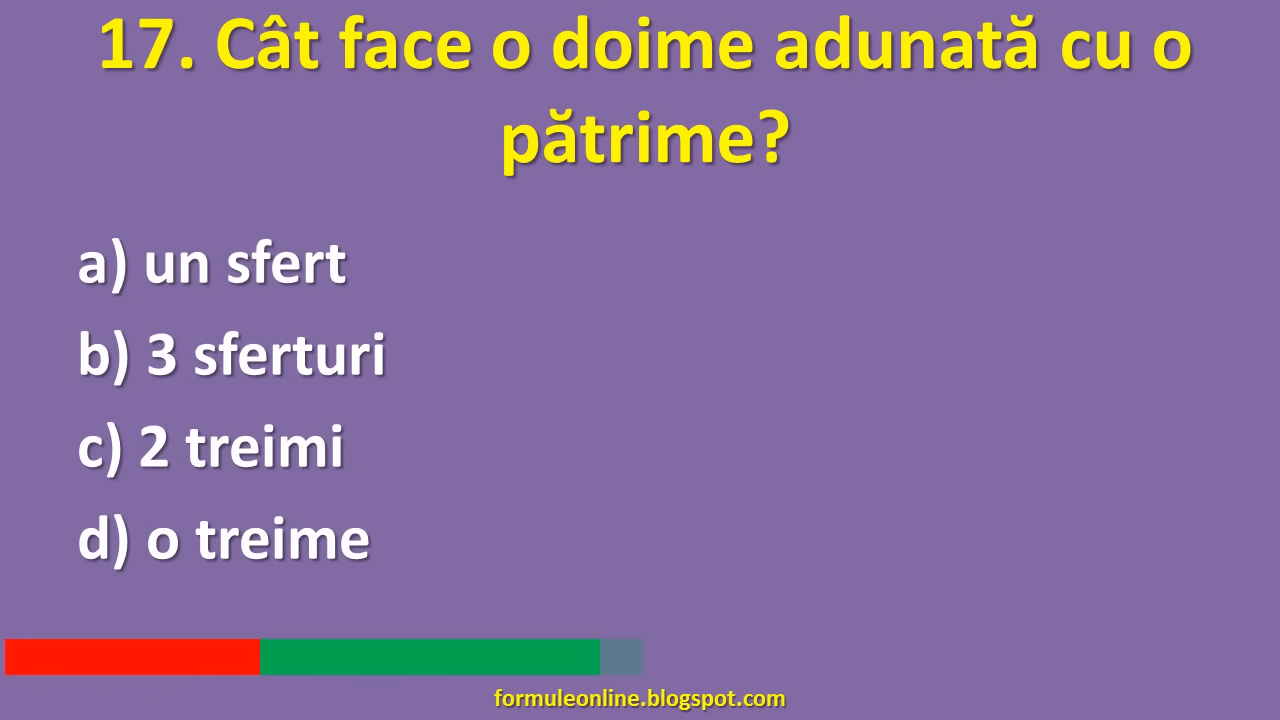 17. Cât face o doime adunată cu o
pătrime?
a) un sfert
b) 3 sferturi
c) 2 treimi
d) o treime
formuleonline.blogspot.com